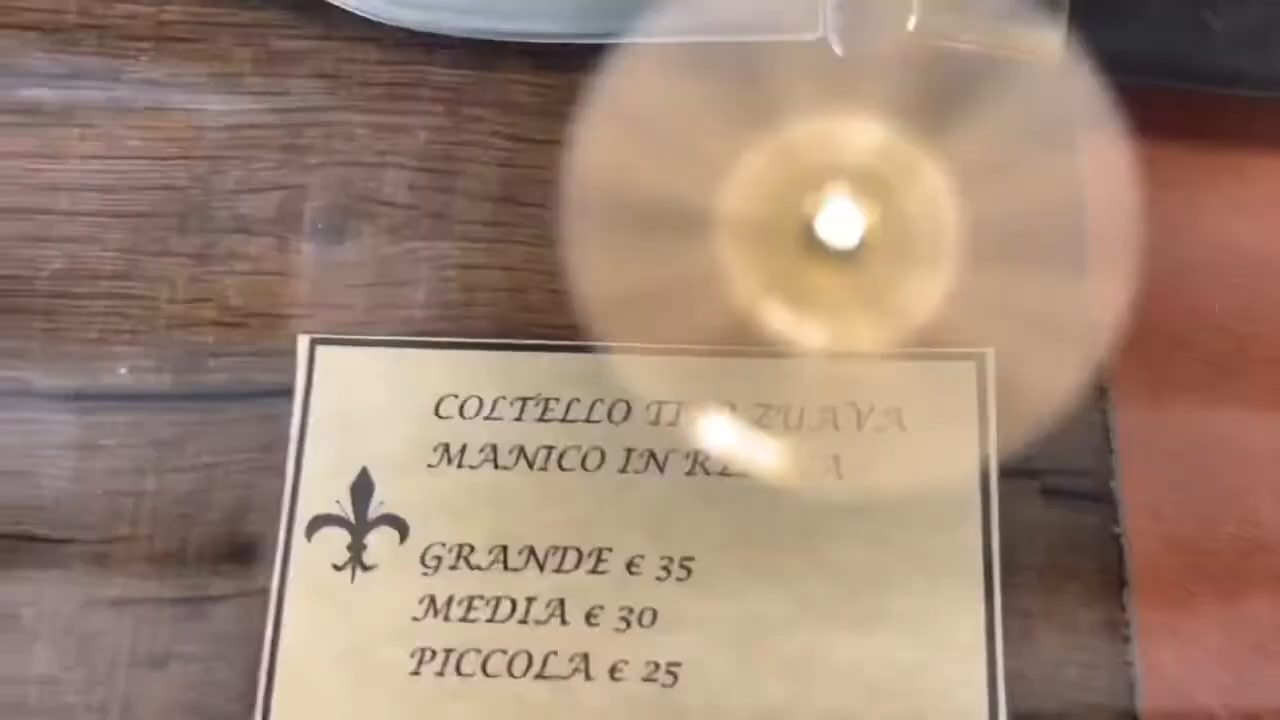 COLTELLO ZUAVA
MANICO IN
GRANDE € 35
MEDIA € 30
PICCOLA € 25